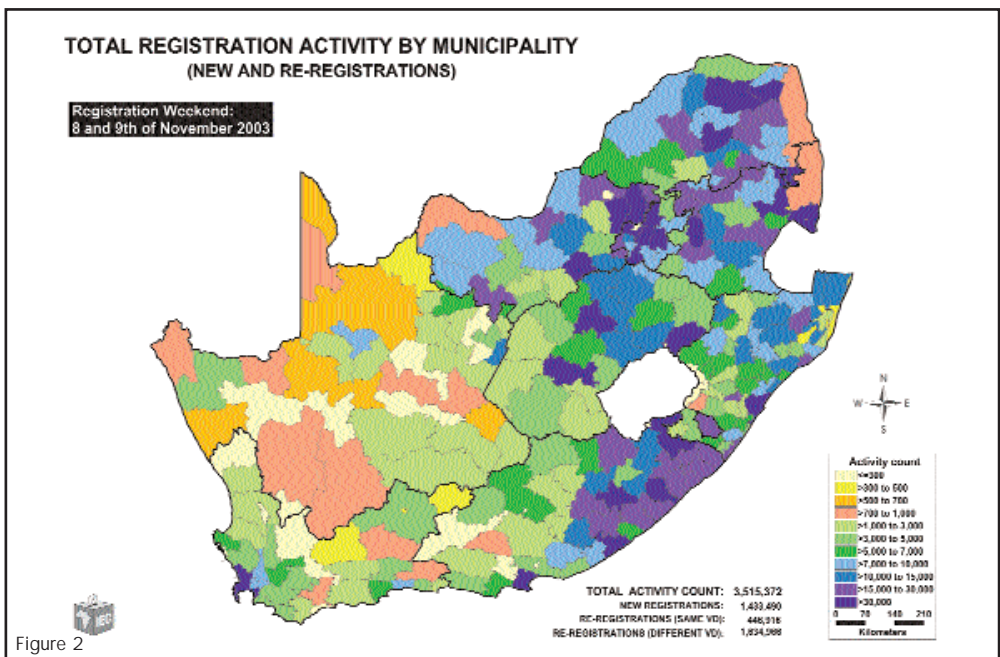 TOTAL REGISTRATION ACTIVITY BY MUNICIPALITY
(NEW AND RE-REGISTRATIONS)
Registration Weekend:
8 and 9th of November 2003
N
W E
S
Activity count
<=300
>300 to 500
>500 to 700
>700 to 1,000
>1,000 to 3,000
>3,000 to 5,000
>5,000 to 7,000
>7,000 to 10,000
>10,000 to 15,000
>15,000 to 30,000
>30,000
0 70 140 210
Kilometers
TOTAL ACTIVITY COUNT: 3,515,372
NEW REGISTRATIONS: 1,433,490
RE-REGISTRATIONS (SAME VD): 446,916
RE-REGISTRATIONS (DIFFERENT VD): 1,634,966
IEC
Figure 2